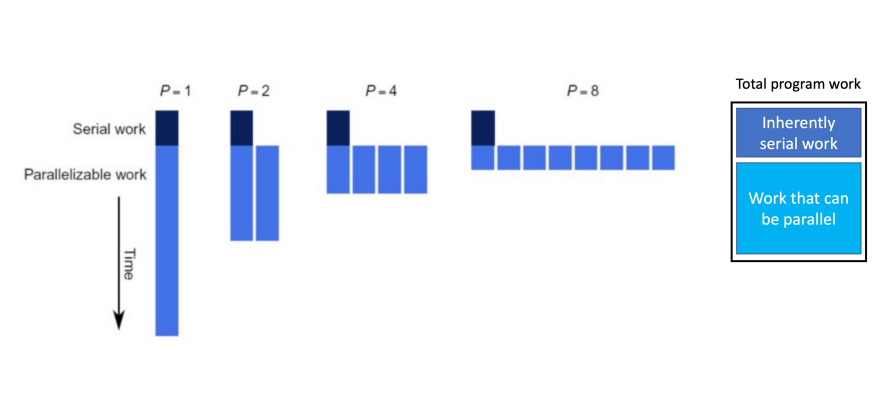 P = 1
P = 2
P = 4
P = 8
Total program work
Serial work
Parallelizable work
Time
Inherently
serial work
Work that can
be parallel